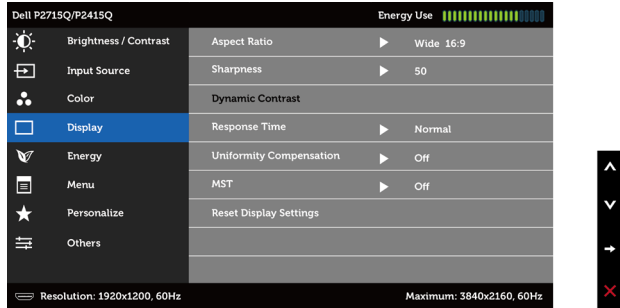 Dell P2715Q/P2415Q
Energy Use
Brightness / Contrast
Aspect Ratio
Wide 16:9
Input Source
Sharpness
50
Color
Dynamic Contrast
Display
Response Time
Normal
Energy
Uniformity Compensation
Off
Menu
MST
Off
Personalize
Reset Display Settings
Others
Resolution: 1920x1200, 60Hz
Maximum: 3840x2160, 60Hz